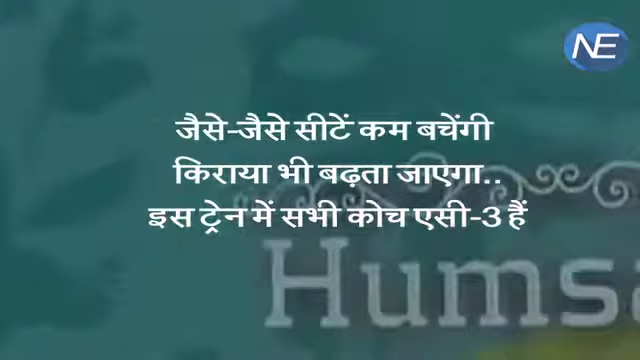 NE
जैसे-जैसे सीटें कम बचेंगी
किराया भी बढ़ता जाएगा..
इस ट्रेन में सभी कोच एसी-3 हैं
Humsa